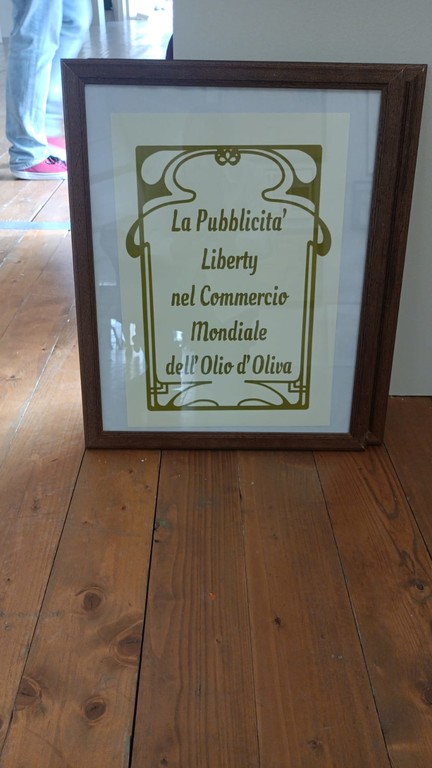 La Pubblicita'
Liberty
nel Commercio
Mondiale
dell' Olio d' Oliva